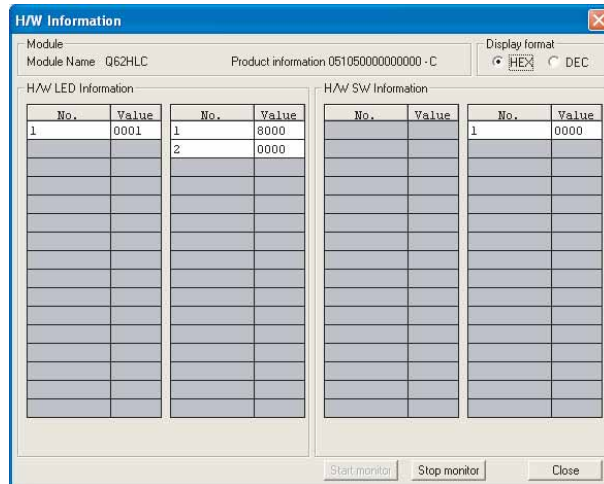 H/W Information
Module
Module Name Q62HLC Product information 051050000000000 - C
Display format
HEX DEC
H/W LED Information
No. Value No. Value
1 0001 1 8000
2 0000
H/W SW Information
No. Value No. Value
1 0000
Start monitor Stop monitor Close